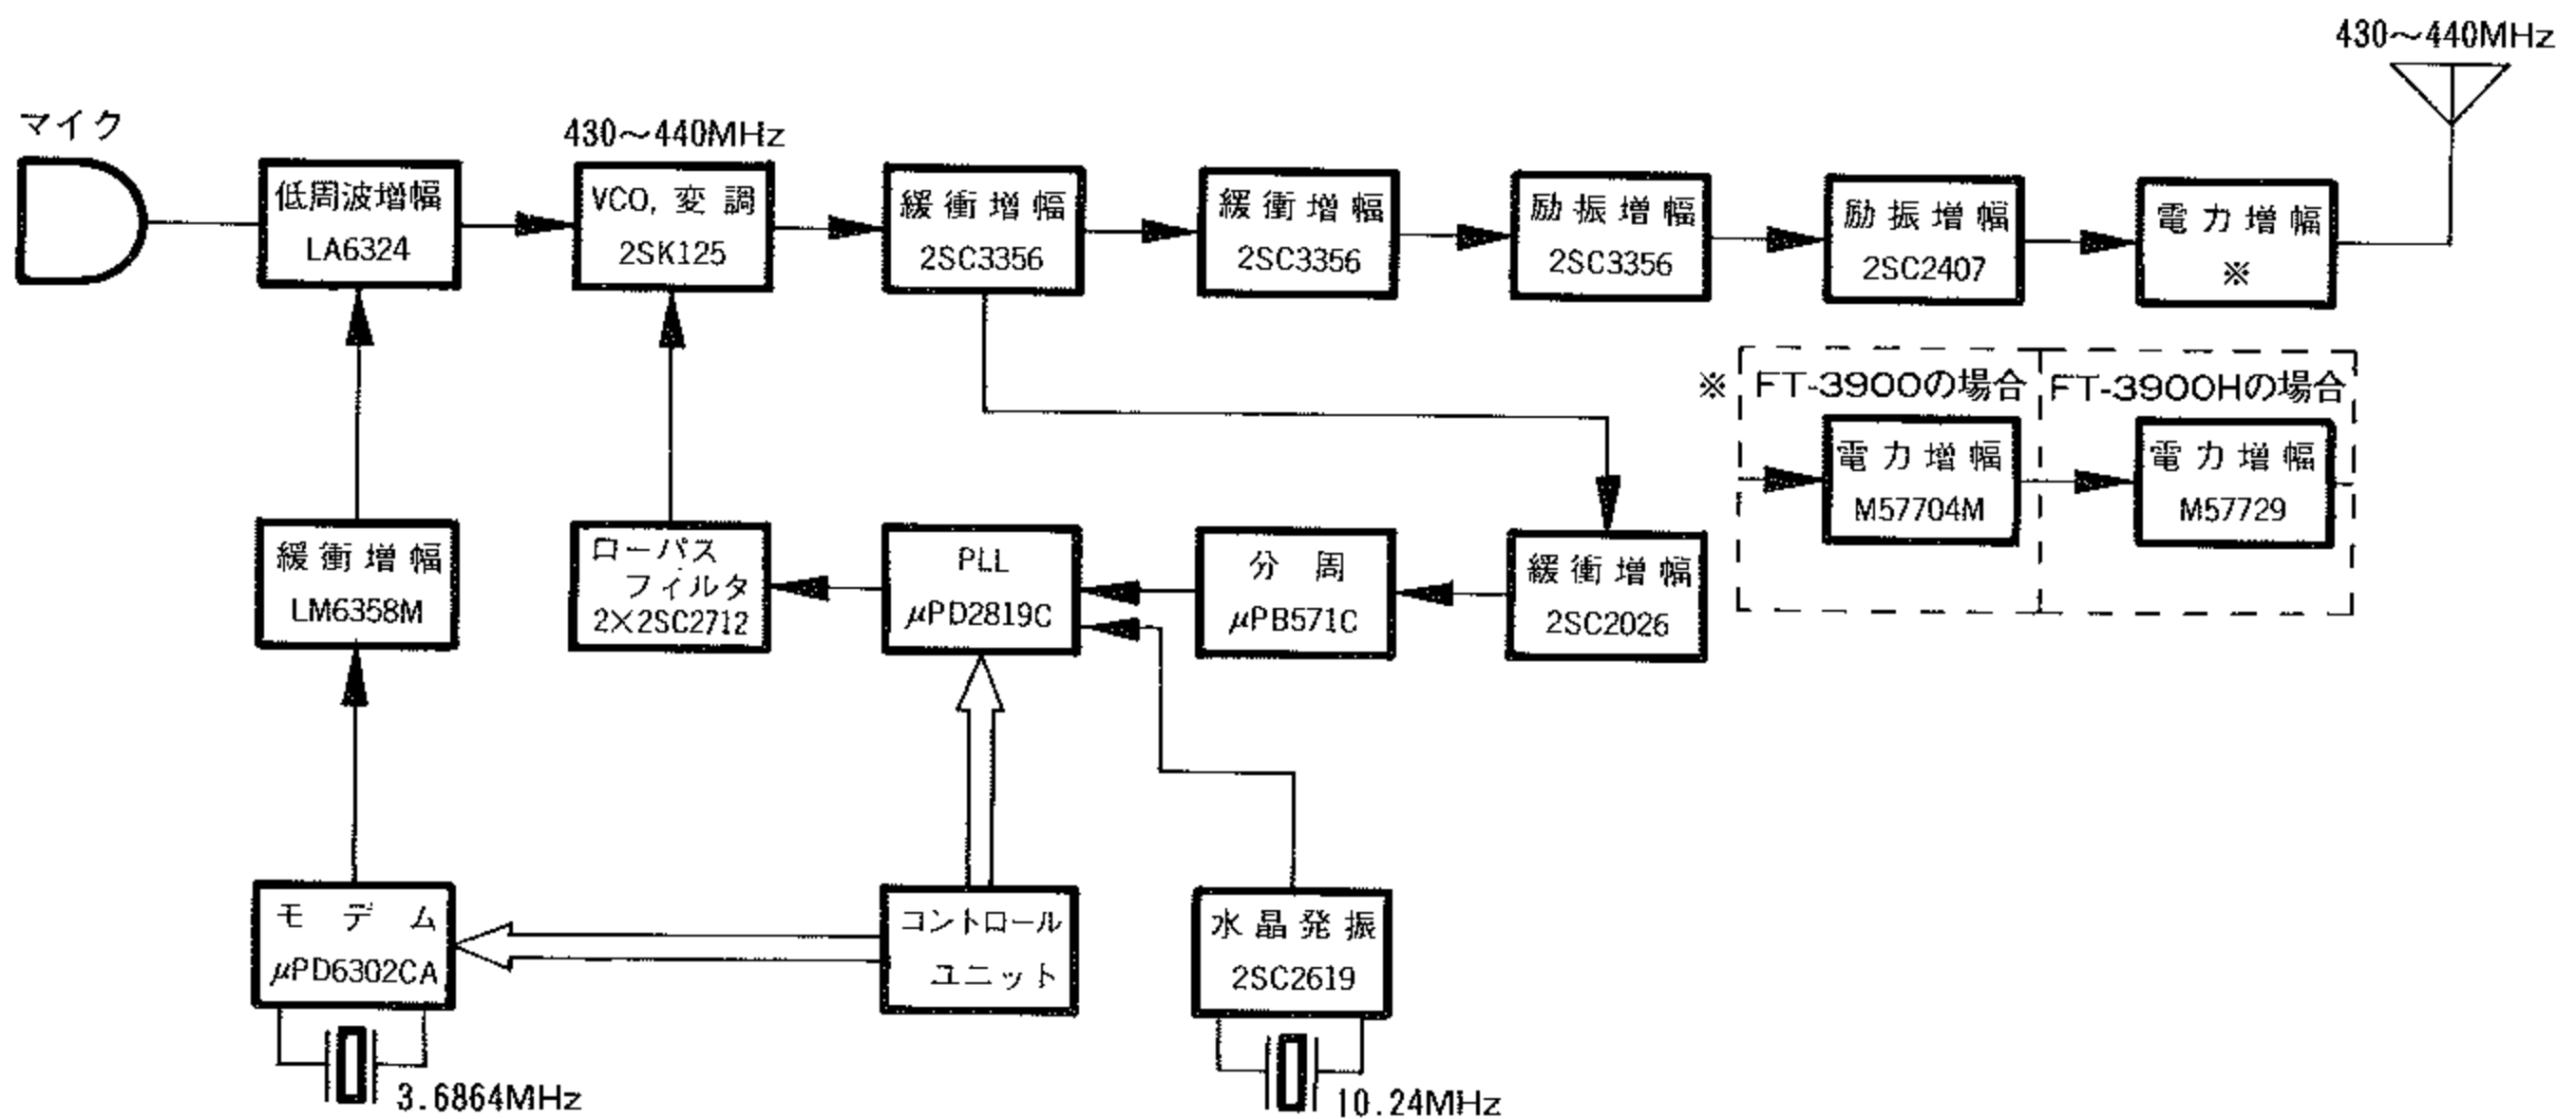 430〜440MHz
マイク
430〜440MHz
低周波増幅
LA6324
VCO, 変調
2SK125
緩衝増幅
2SC3356
緩衝増幅
2SC3356
励振増幅
2SC3356
励振増幅
2SC2407
電力増幅
※
※
FT-3900の場合
FT-3900Hの場合
電力増幅
M57704M
電力増幅
M57729
緩衝増幅
LM6358M
ローパス
フィルタ
2×2SC2712
PLL
μPD2819C
分周
μPB571C
緩衝増幅
2SC2026
モデム
μPD6302CA
コントロール
ユニット
水晶発振
2SC2619
3.6864MHz
10.24MHz